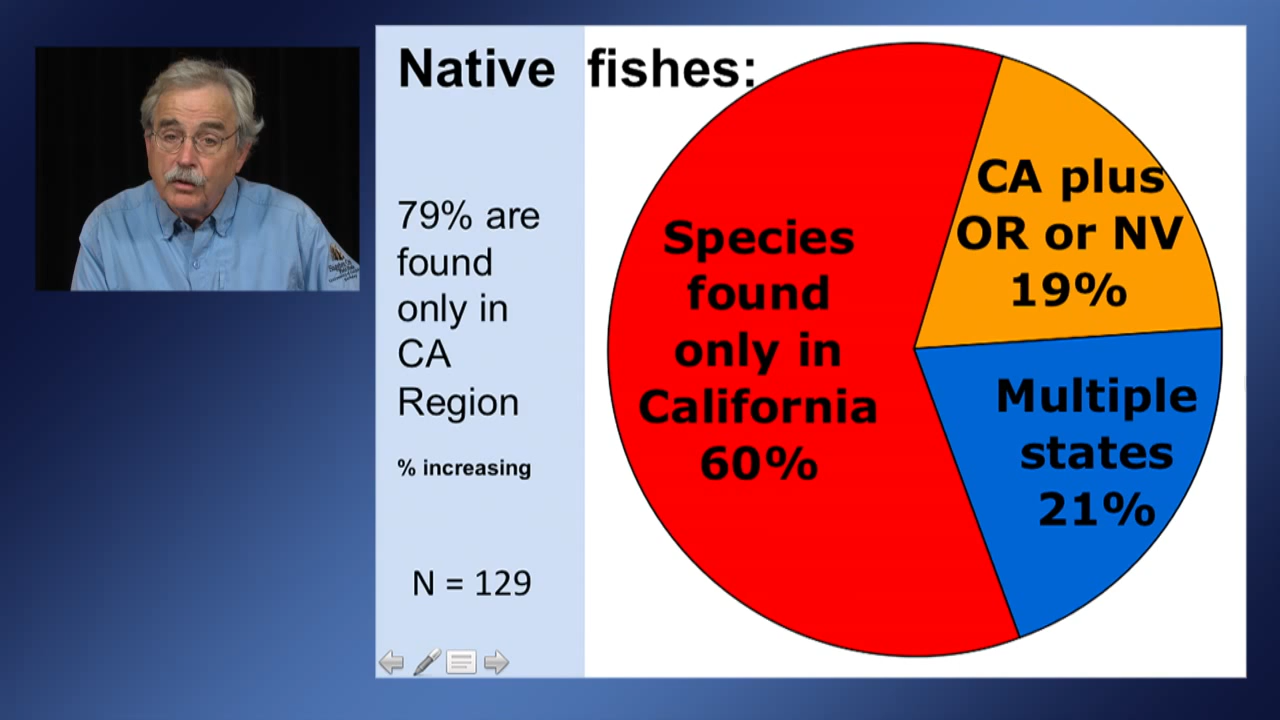 Native fishes:
79% are
found
only in
CA
Region
% increasing
N = 129
Species
found
only in
California
60%
CA plus
OR or NV
19%
Multiple
states
21%